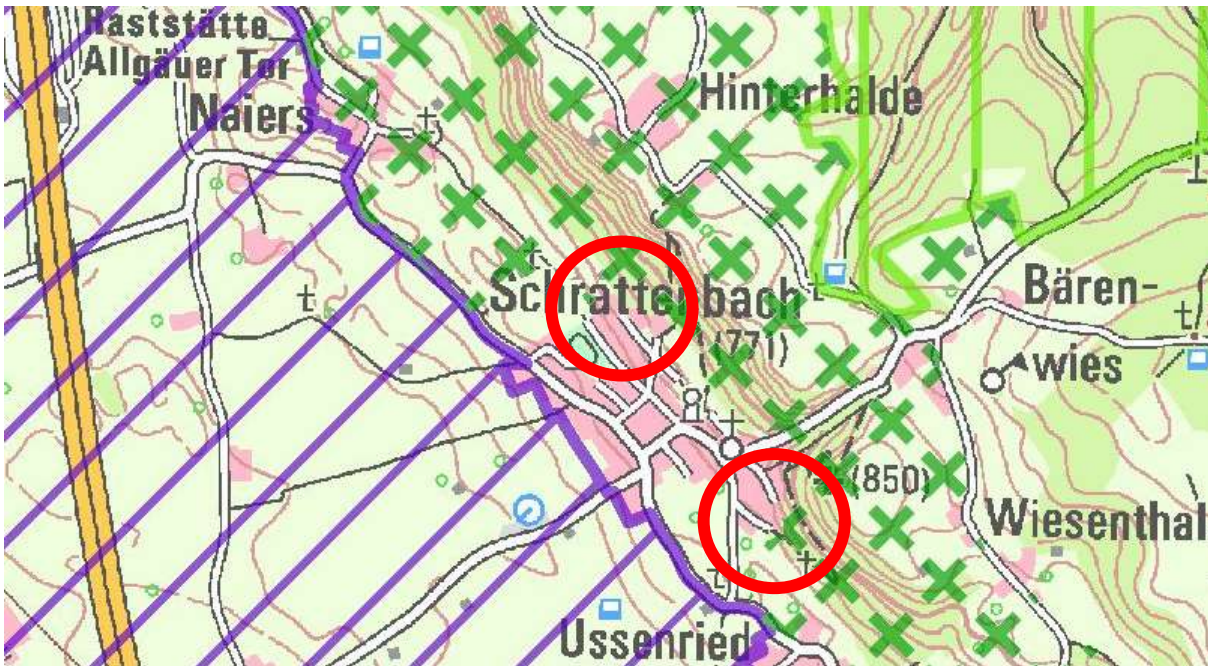 Raststätte
Allgäuer Tor
Naiers
Hinterhalde
Schrattenbach
(771)
Bären-
wies
(850)
Wiesenthal
Ussenried